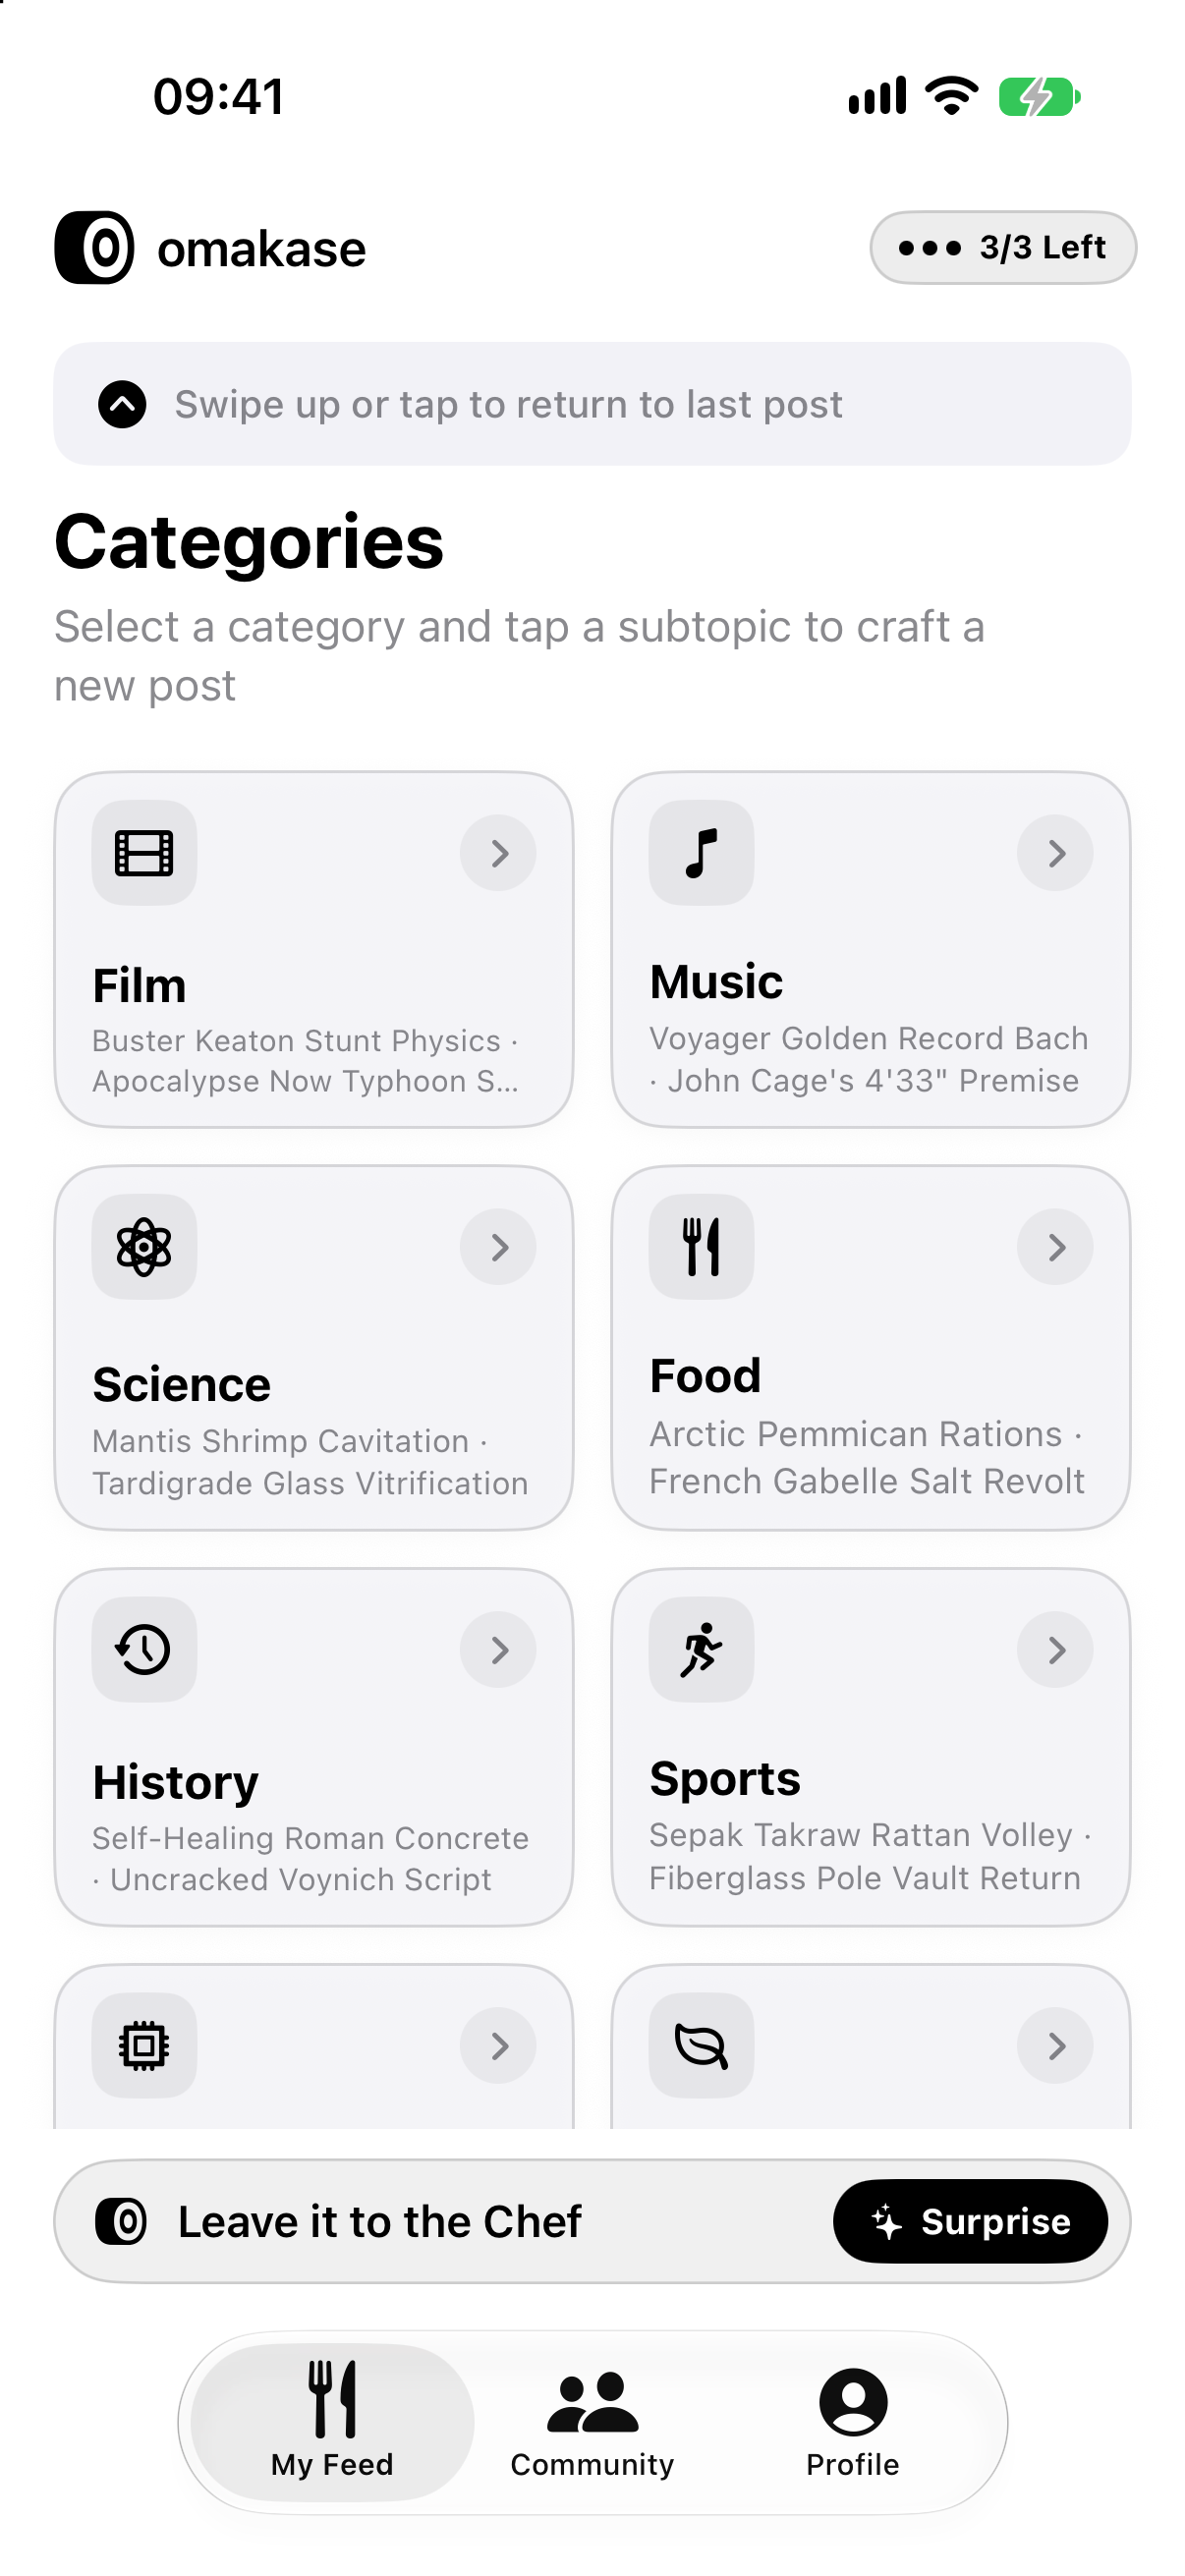 09:41
omakase
3/3 Left
Swipe up or tap to return to last post
Categories
Select a category and tap a subtopic to craft a
new post
Film
Buster Keaton Stunt Physics ·
Apocalypse Now Typhoon S...
Music
Voyager Golden Record Bach
· John Cage's 4'33" Premise
Science
Mantis Shrimp Cavitation ·
Tardigrade Glass Vitrification
Food
Arctic Pemmican Rations ·
French Gabelle Salt Revolt
History
Self-Healing Roman Concrete
· Uncracked Voynich Script
Sports
Sepak Takraw Rattan Volley ·
Fiberglass Pole Vault Return
Leave it to the Chef
Surprise
My Feed
Community
Profile